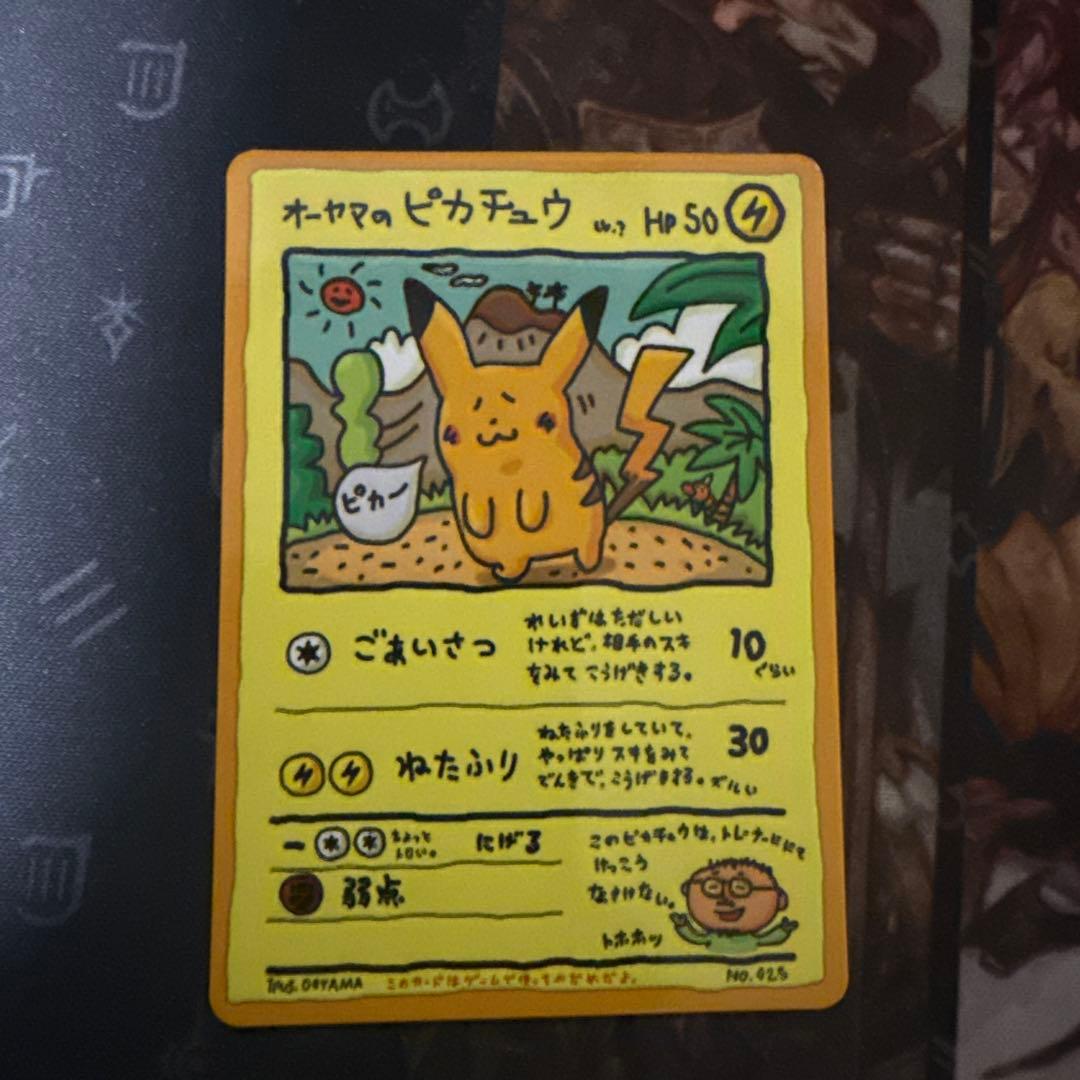 オーヤマのピカチュウ Lv.? HP 50
ピカー
ごあいさつ
れいぎはただしい
けれど、相手のスキ
をみてこうげきする。
10
ぐらい
ねたふり
ねたふりをしていて、
やっぱりスキをみて
でんきで、こうげきする。ズルい
30
ちょっと
トロい。
にげる
弱点
このピカチュウは、トレーナーににて
けっこう
なさけない。
トホホッ
Illus. OOYAMA
このカードはゲームで使っちゃだめだよ。
NO. 025